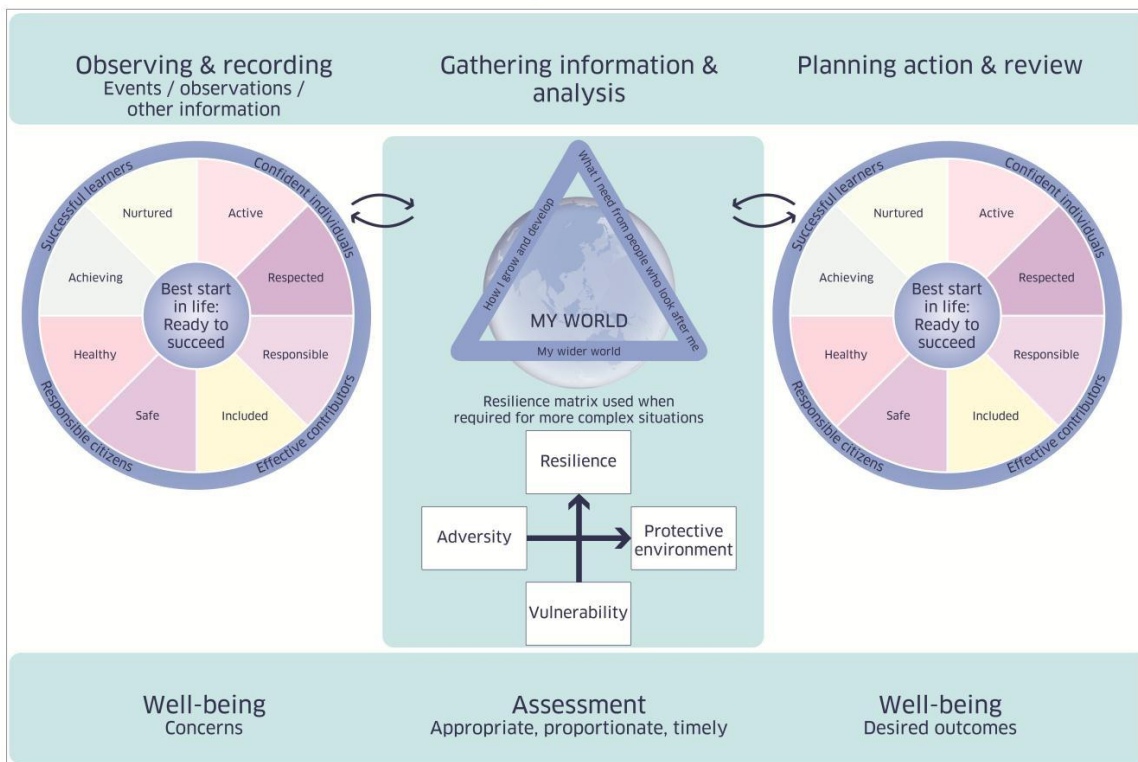 Observing & recording
Events / observations /
other information
Gathering information &
analysis
Planning action & review
Successful learners
Confident individuals
Nurtured
Active
Achieving
Respected
Best start
in life:
Ready to
succeed
Healthy
Responsible
Safe
Included
Responsible citizens
Effective contributors
How I grow and develop
What I need from people who look after me
MY WORLD
My wider world
Resilience matrix used when
required for more complex situations
Resilience
Adversity
Protective
environment
Vulnerability
Successful learners
Confident individuals
Nurtured
Active
Achieving
Respected
Best start
in life:
Ready to
succeed
Healthy
Responsible
Safe
Included
Responsible citizens
Effective contributors
Well-being
Concerns
Assessment
Appropriate, proportionate, timely
Well-being
Desired outcomes